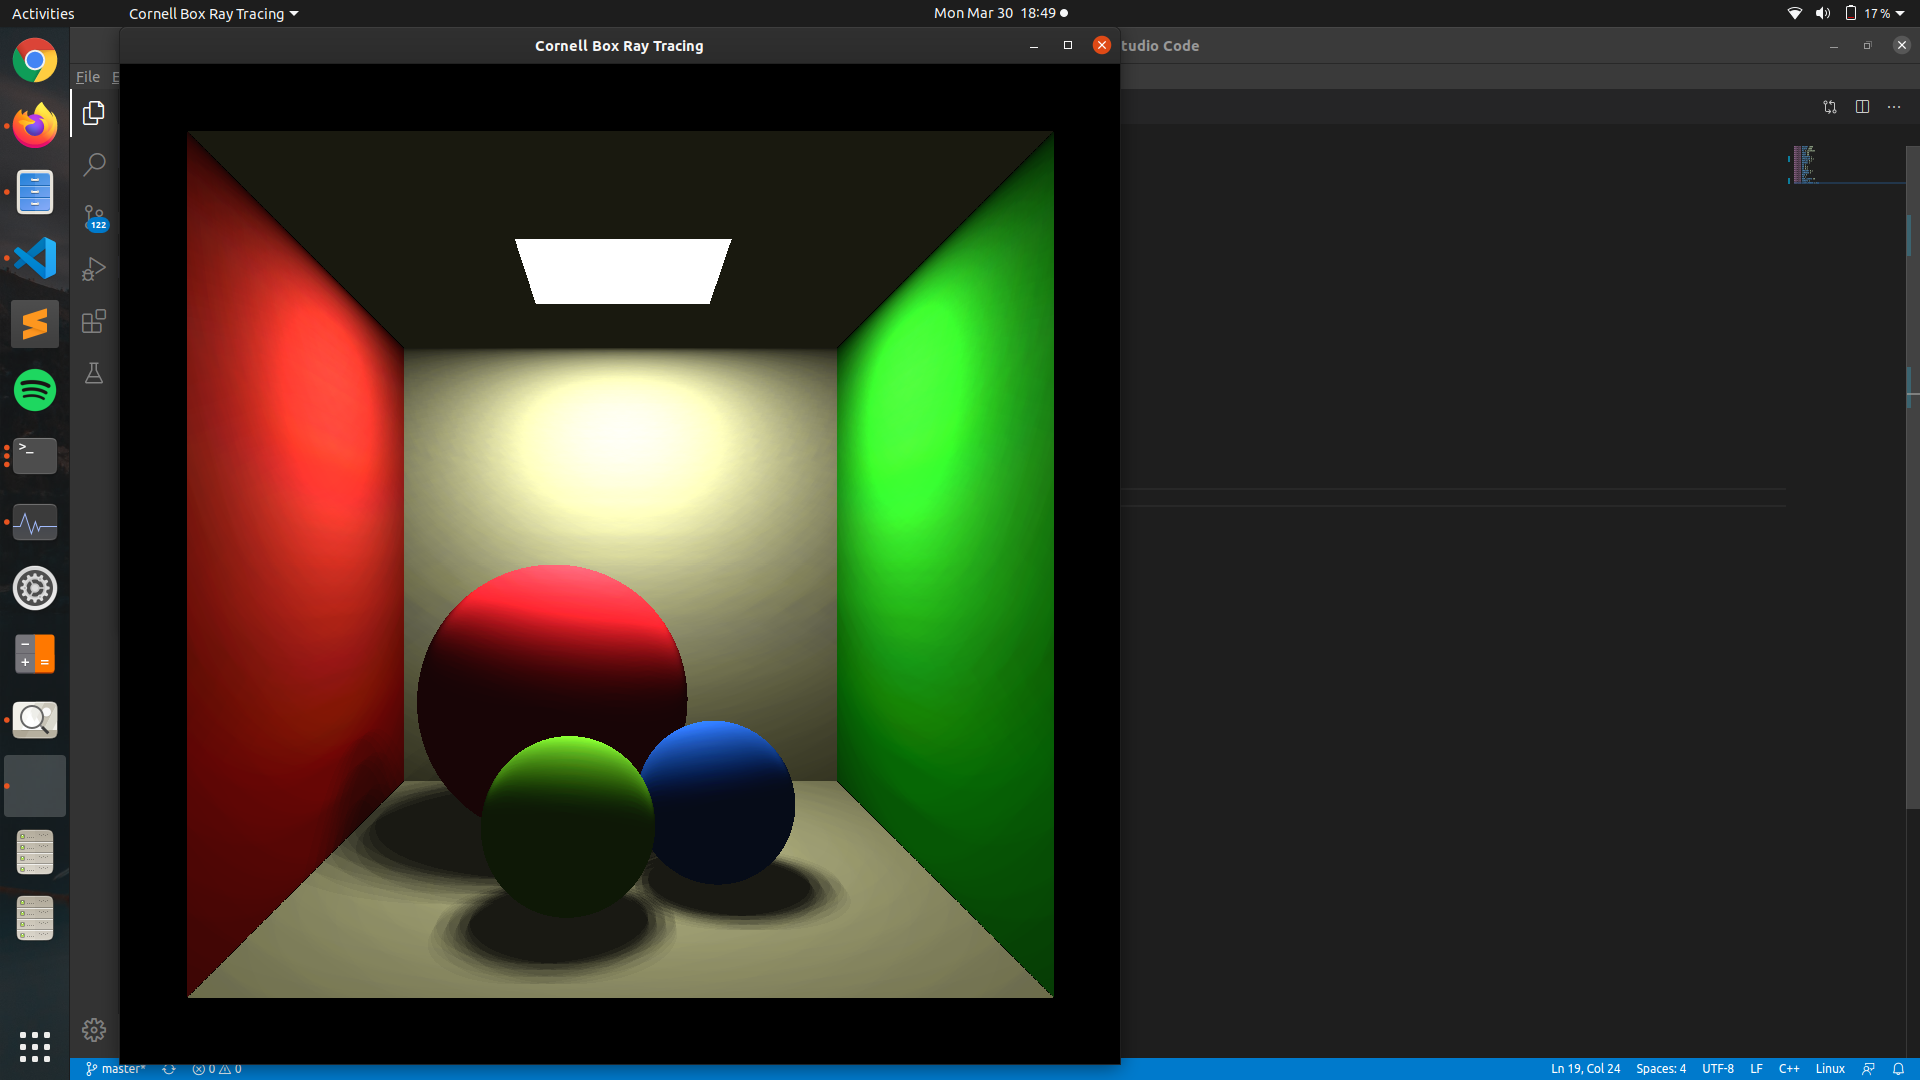 Activities
Cornell Box Ray Tracing
Mon Mar 30 18:49
17 %
Cornell Box Ray Tracing
tudio Code
File E
122
master*
0 0
Ln 19, Col 24
Spaces: 4
UTF-8
LF
C++
Linux